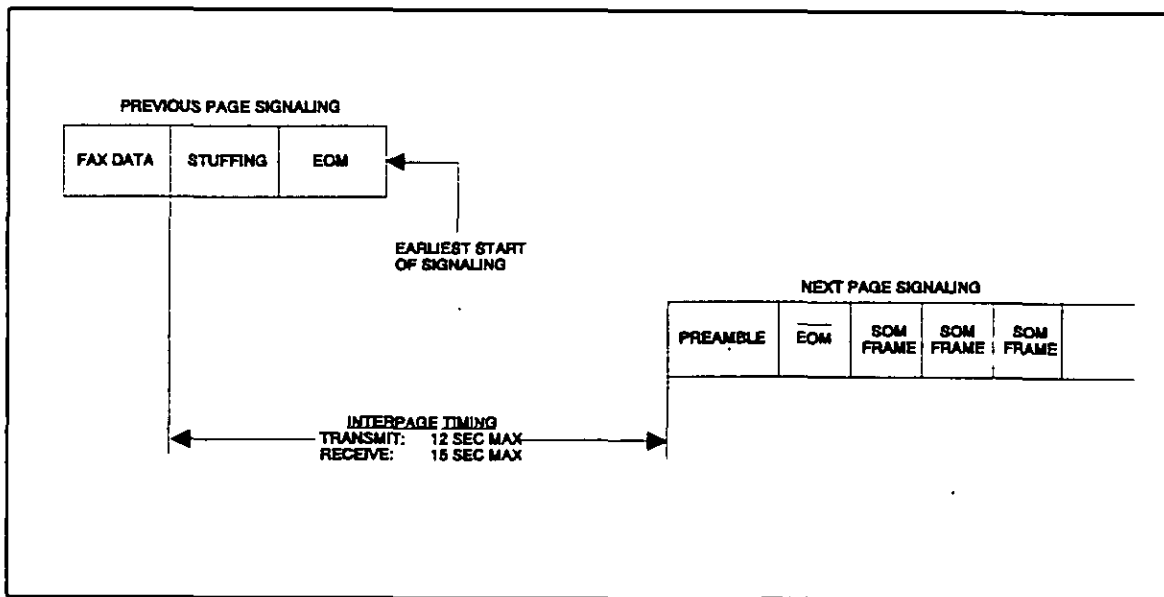 PREVIOUS PAGE SIGNALING
FAX DATA
STUFFING
EOM
EARLIEST START
OF SIGNALING
NEXT PAGE SIGNALING
PREAMBLE
E̅O̅M̅
SOM
FRAME
SOM
FRAME
SOM
FRAME
INTERPAGE TIMING
TRANSMIT: 12 SEC MAX
RECEIVE: 15 SEC MAX